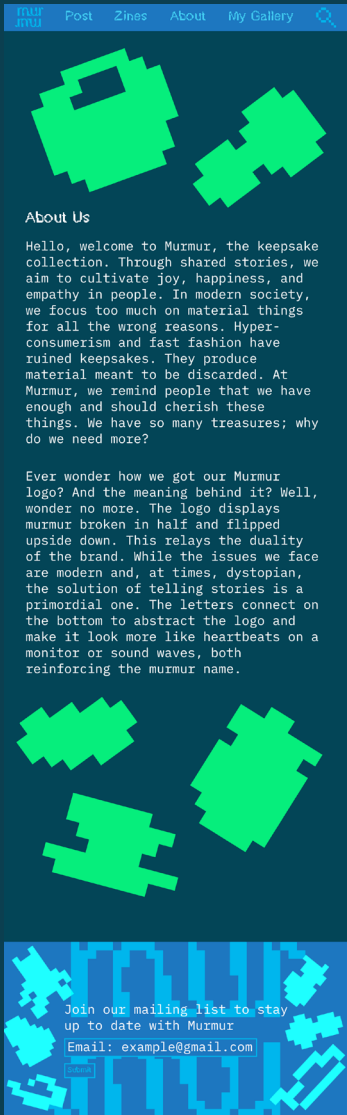 mur
mur
Post Zines About My Gallery
About Us
Hello, welcome to Murmur, the keepsake
collection. Through shared stories, we
aim to cultivate joy, happiness, and
empathy in people. In modern society,
we focus too much on material things
for all the wrong reasons. Hyper-
consumerism and fast fashion have
ruined keepsakes. They produce
material meant to be discarded. At
Murmur, we remind people that we have
enough and should cherish these
things. We have so many treasures; why
do we need more?
Ever wonder how we got our Murmur
logo? And the meaning behind it? Well,
wonder no more. The logo displays
murmur broken in half and flipped
upside down. This relays the duality
of the brand. While the issues we face
are modern and, at times, dystopian,
the solution of telling stories is a
primordial one. The letters connect on
the bottom to abstract the logo and
make it look more like heartbeats on a
monitor or sound waves, both
reinforcing the murmur name.
Join our mailing list to stay
up to date with Murmur
Email: example@gmail.com
Submit